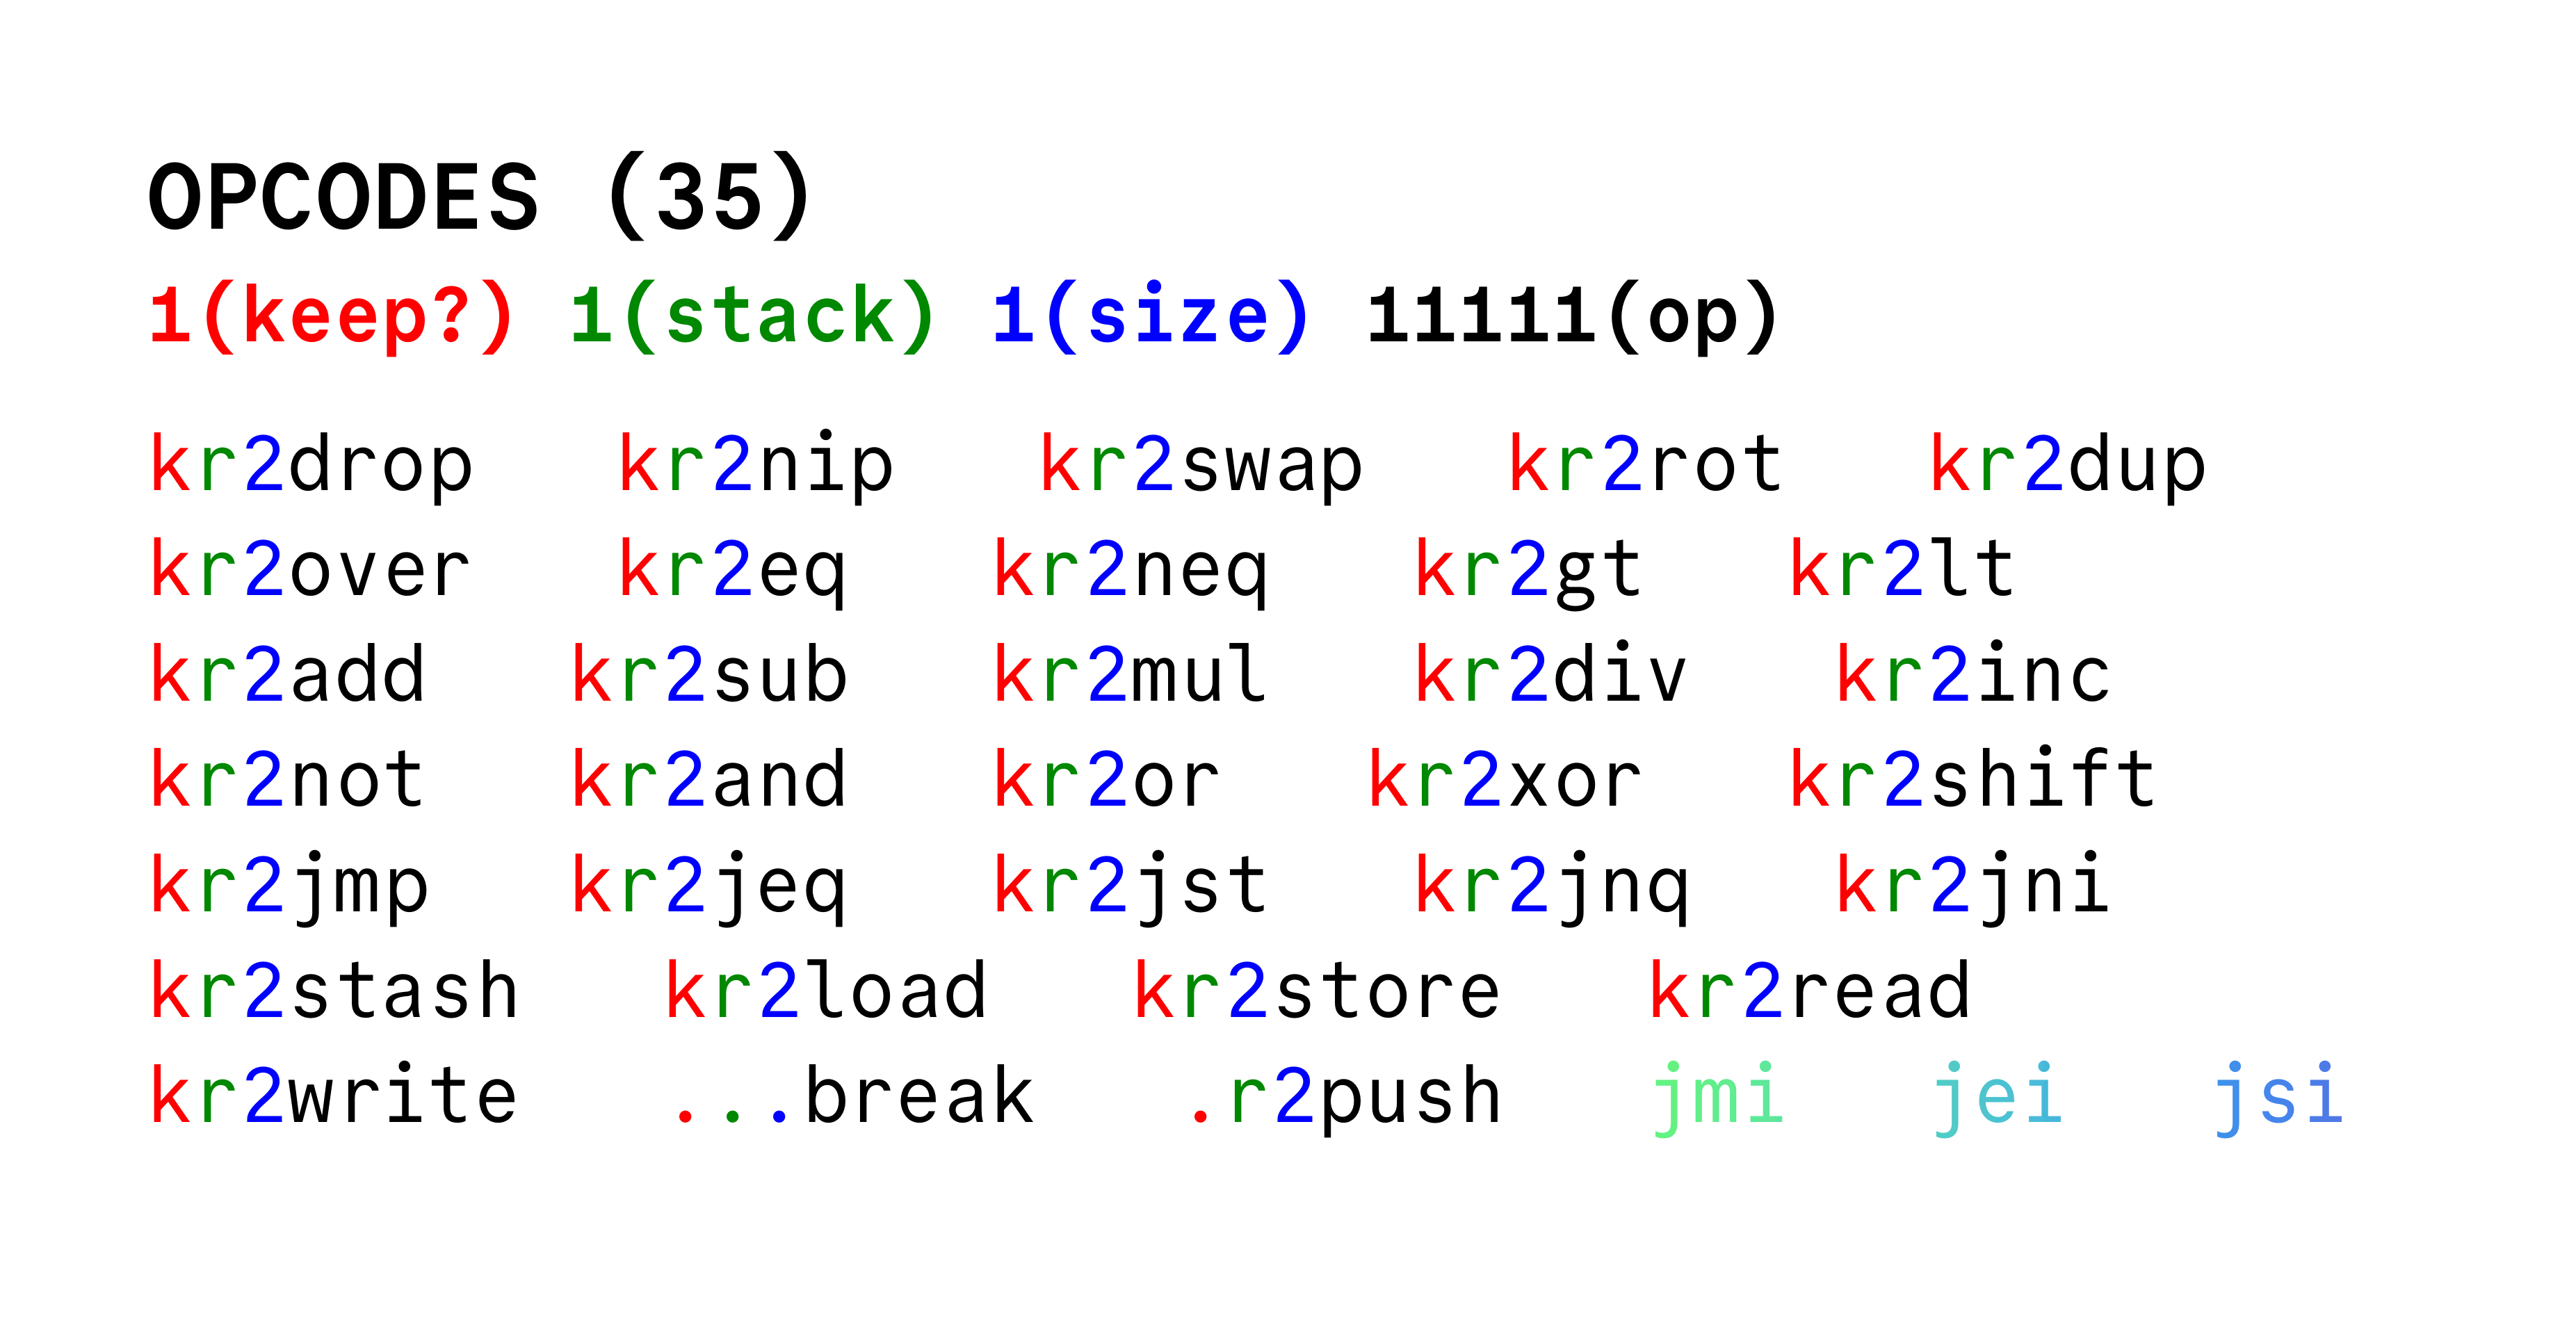 OPCODES (35)
1(keep?) 1(stack) 1(size) 11111(op)
kr2drop kr2nip kr2swap kr2rot kr2dup
kr2over kr2eq kr2neq kr2gt kr2lt
kr2add kr2sub kr2mul kr2div kr2inc
kr2not kr2and kr2or kr2xor kr2shift
kr2jmp kr2jeq kr2jst kr2jnq kr2jni
kr2stash kr2load kr2store kr2read
kr2write ...break .r2push jmi jei jsi